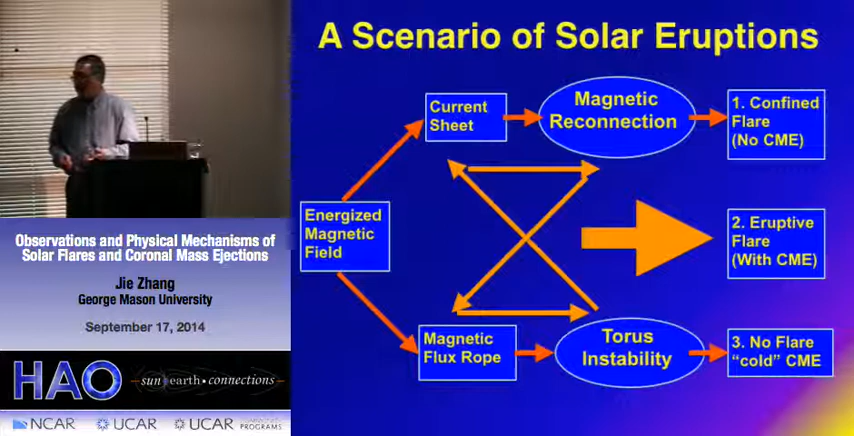 A Scenario of Solar Eruptions
Current
Sheet
Magnetic
Reconnection
1. Confined
Flare
(No CME)
Energized
Magnetic
Field
2. Eruptive
Flare
(With CME)
Magnetic
Flux Rope
Torus
Instability
3. No Flare
“cold” CME
Observations and Physical Mechanisms of
Solar Flares and Coronal Mass Ejections
Jie Zhang
George Mason University
September 17, 2014
HAO
sun earth • connections
NCAR
UCAR
UCAR
PROGRAMS